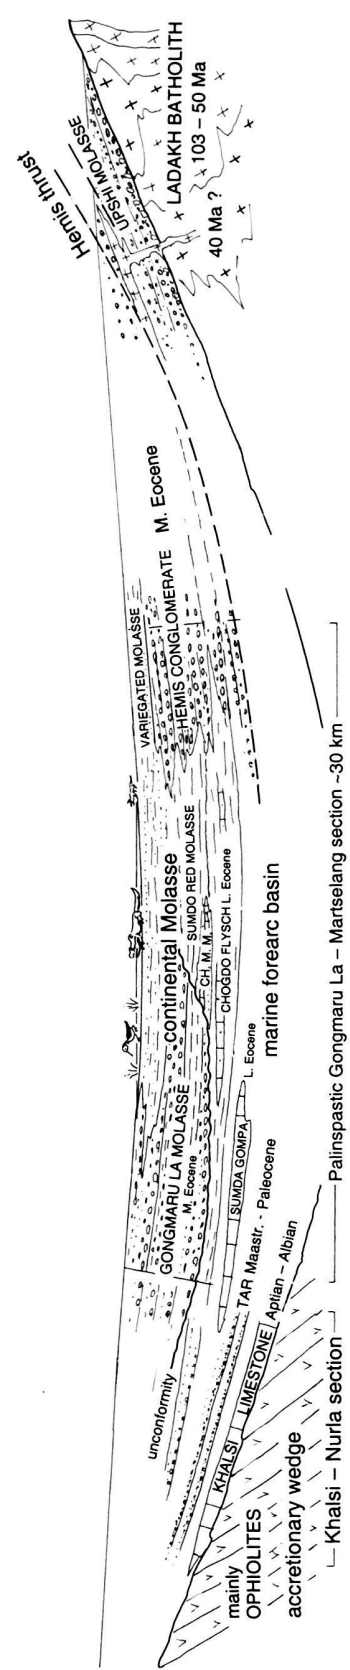 unconformity
GONGMARU LA MOLASSE
M. Eocene
continental Molasse
SUMDO RED MOLASSE
CH. M. M.
CHOGDO FLYSCH L. Eocene
VARIEGATED MOLASSE
HEMIS CONGLOMERATE
M. Eocene
Hemis thrust
UPSHI MOLASSE
LADAKH BATHOLITH
103 – 50 Ma
40 Ma ?
SUMDA GOMPA
L. Eocene
TAR Maastr. - Paleocene
KHALSI LIMESTONE
Aptian – Albian
marine forearc basin
mainly
OPHIOLITES
accretionary wedge
Khalsi – Nurla section
Palinspastic Gongmaru La – Martselang section ~30 km